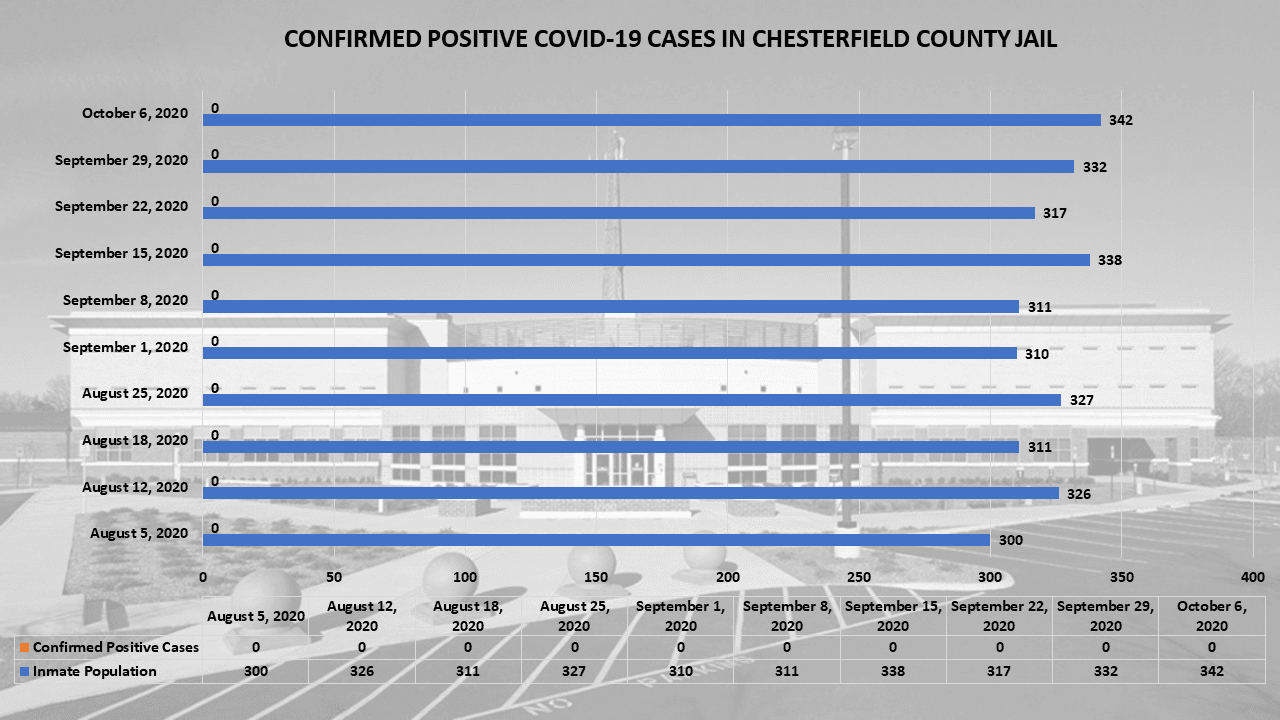 CONFIRMED POSITIVE COVID-19 CASES IN CHESTERFIELD COUNTY JAIL
October 6, 2020 0 342
September 29, 2020 0 332
September 22, 2020 0 317
September 15, 2020 0 338
September 8, 2020 0 311
September 1, 2020 0 310
August 25, 2020 0 327
August 18, 2020 0 311
August 12, 2020 0 326
August 5, 2020 0 300
0 50 100 150 200 250 300 350 400
August 5, 2020 August 12, 2020 August 18, 2020 August 25, 2020 September 1, 2020 September 8, 2020 September 15, 2020 September 22, 2020 September 29, 2020 October 6, 2020
Confirmed Positive Cases 0 0 0 0 0 0 0 0 0 0
Inmate Population 300 326 311 327 310 311 338 317 332 342
NO PARKING